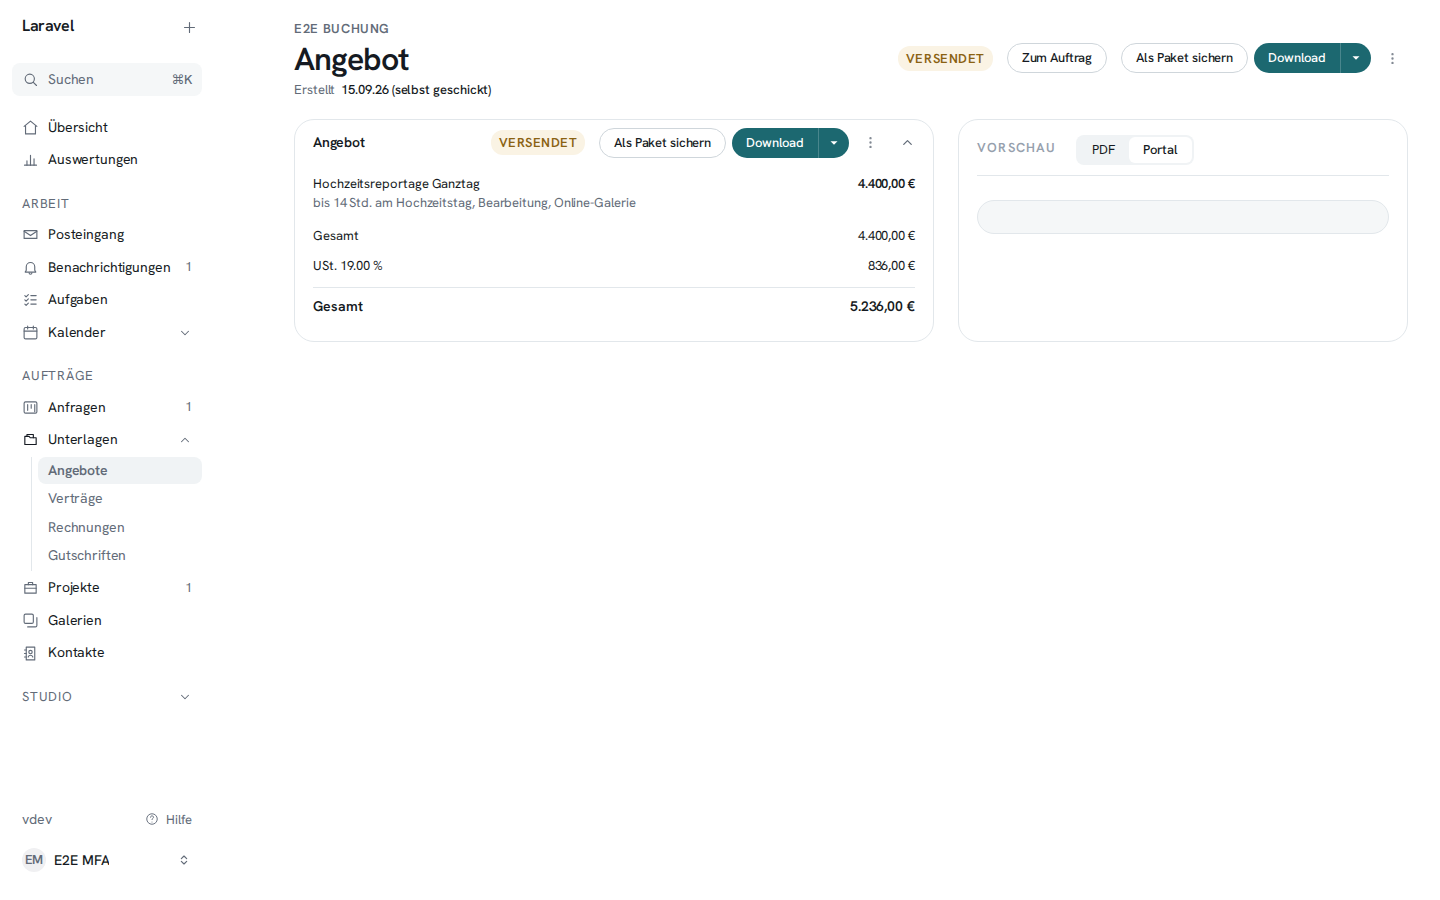 Laravel
Suchen ⌘K
Übersicht
Auswertungen
ARBEIT
Posteingang
Benachrichtigungen 1
Aufgaben
Kalender
AUFTRÄGE
Anfragen 1
Unterlagen
Angebote
Verträge
Rechnungen
Gutschriften
Projekte 1
Galerien
Kontakte
STUDIO
vdev Hilfe
EM E2E MFA
E2E BUCHUNG
Angebot
Erstellt 15.09.26 (selbst geschickt)
VERSENDET Zum Auftrag Als Paket sichern Download
Angebot VERSENDET Als Paket sichern Download
Hochzeitsreportage Ganztag 4.400,00 €
bis 14 Std. am Hochzeitstag, Bearbeitung, Online-Galerie
Gesamt 4.400,00 €
USt. 19.00 % 836,00 €
Gesamt 5.236,00 €
VORSCHAU PDF Portal